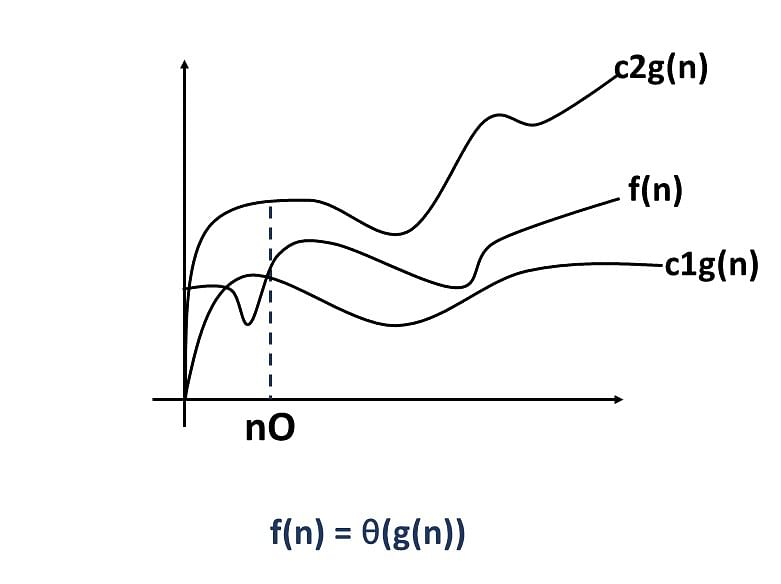 c2g(n)
f(n)
c1g(n)
nO
f(n) = θ(g(n))